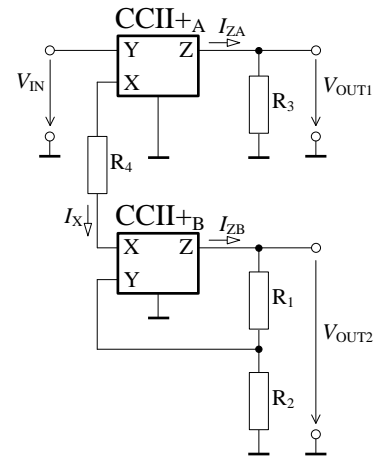 CCII+A
IZA
Y
Z
VIN
X
R3
VOUT1
R4
IX
CCII+B
IZB
X
Z
Y
R1
VOUT2
R2